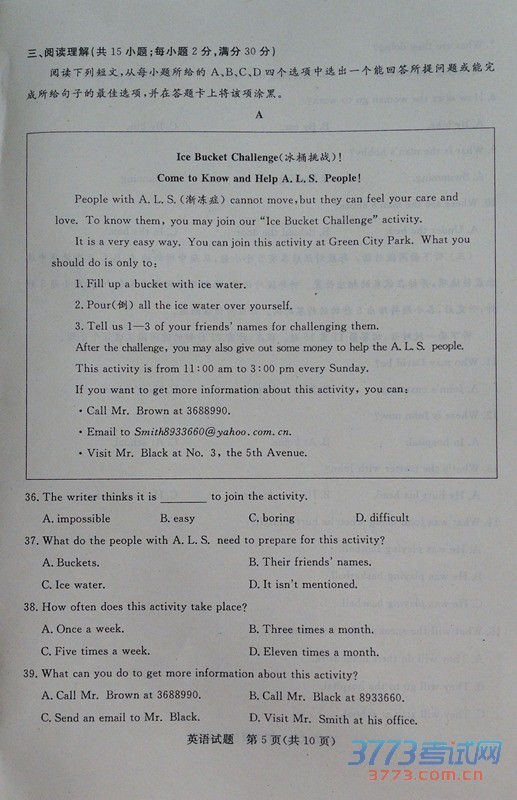 三、阅读理解(共 15 小题;每小题 2 分,满分 30 分)
阅读下列短文,从每小题所给的 A、B、C、D 四个选项中选出一个能回答所提问题或能完
成所给句子的最佳选项,并在答题卡上将该项涂黑。
A
Ice Bucket Challenge(冰桶挑战)!
Come to Know and Help A. L. S. People!
People with A. L. S. (渐冻症) cannot move, but they can feel your care and
love. To know them, you may join our "Ice Bucket Challenge" activity.
It is a very easy way. You can join this activity at Green City Park. What you
should do is only to:
1. Fill up a bucket with ice water.
2. Pour(倒) all the ice water over yourself.
3. Tell us 1—3 of your friends' names for challenging them.
After the challenge, you may also give out some money to help the A. L. S. people.
This activity is from 11:00 am to 3:00 pm every Sunday.
If you want to get more information about this activity, you can:
• Call Mr. Brown at 3688990.
• Email to Smith8933660@yahoo.com.cn.
• Visit Mr. Black at No. 3, the 5th Avenue.
36. The writer thinks it is ________ to join the activity.
A. impossible B. easy C. boring D. difficult
37. What do the people with A. L. S. need to prepare for this activity?
A. Buckets. B. Their friends' names.
C. Ice water. D. It isn't mentioned.
38. How often does this activity take place?
A. Once a week. B. Three times a month.
C. Five times a week. D. Eleven times a month.
39. What can you do to get more information about this activity?
A. Call Mr. Brown at 3688990. B. Call Mr. Black at 8933660.
C. Send an email to Mr. Black. D. Visit Mr. Smith at his office.
英语试题 第 5 页(共 10 页)
3773考试网
3773.com.cn